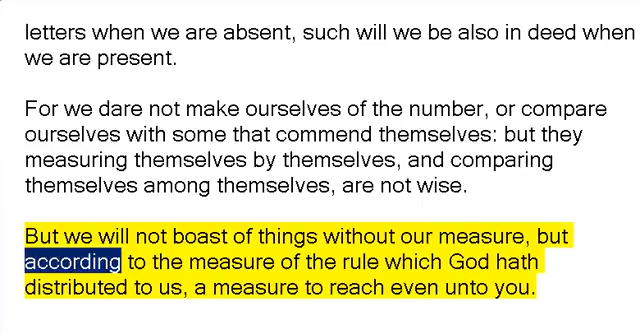 letters when we are absent, such will we be also in deed when
we are present.
For we dare not make ourselves of the number, or compare
ourselves with some that commend themselves: but they
measuring themselves by themselves, and comparing
themselves among themselves, are not wise.
But we will not boast of things without our measure, but
according to the measure of the rule which God hath
distributed to us, a measure to reach even unto you.